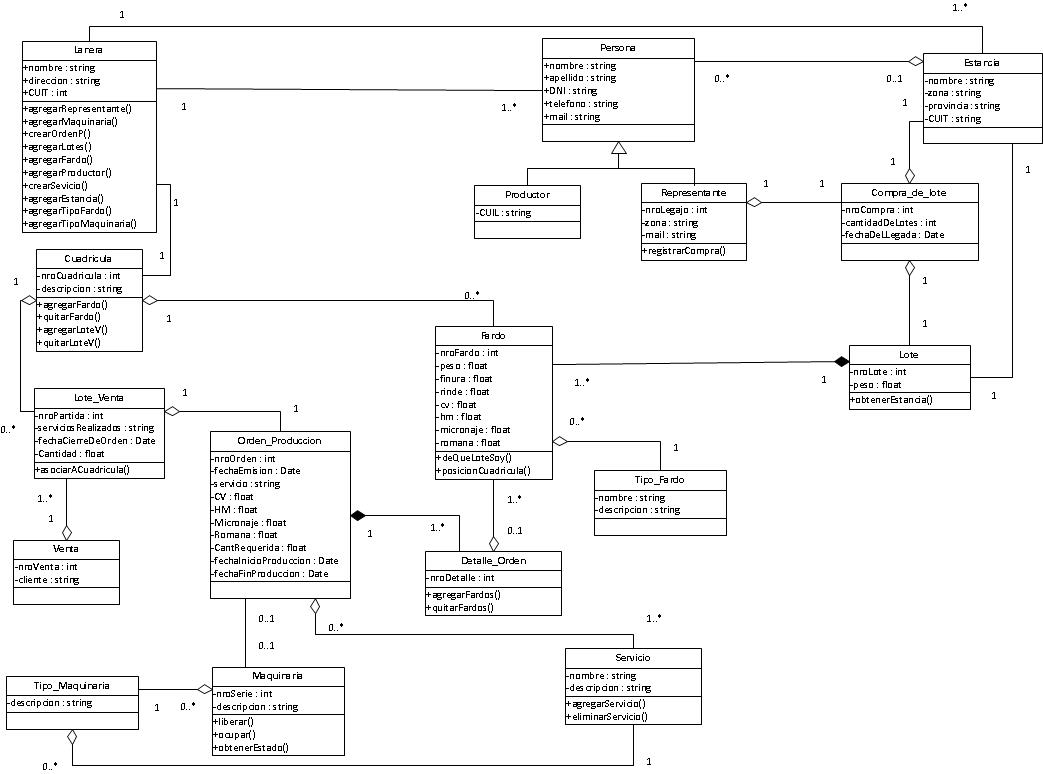 1
1..*
Lanera
+nombre : string
+direccion : string
+CUIT : int
+agregarRepresentante()
+agregarMaquinaria()
+crearOrdenP()
+agregarLotes()
+agregarFardo()
+agregarProductor()
+crearSevicio()
+agregarEstancia()
+agregarTipoFardo()
+agregarTipoMaquinaria()
1
1..*
Persona
+nombre : string
+apellido : string
+DNI : string
+telefono : string
+mail : string
0..*
0..1
Estancia
-nombre : string
-zona : string
-provincia : string
-CUIT : string
1
1
1
Productor
-CUIL : string
Representante
-nroLegajo : int
-zona : string
-mail : string
+registrarCompra()
1
1
Compra_de_lote
-nroCompra : int
-cantidadDeLotes : int
-fechaDeLLegada : Date
1
1
1
1
Cuadricula
-nroCuadricula : int
-descripcion : string
+agregarFardo()
+quitarFardo()
+agregarLoteV()
+quitarLoteV()
1
1
0..*
0..*
Fardo
-nroFardo : int
-peso : float
-finura : float
-rinde : float
-cv : float
-hm : float
-micronaje : float
-romana : float
+deQueLoteSoy()
+posicionCuadricula()
1..*
1
Lote
-nroLote : int
-peso : float
+obtenerEstancia()
1
0..*
1
Tipo_Fardo
-nombre : string
-descripcion : string
Lote_Venta
-nroPartida : int
-serviciosRealizados : string
-fechaCierreDeOrden : Date
-Cantidad : float
+asociarACuadricula()
1
1
1..*
1
Venta
-nroVenta : int
-cliente : string
Orden_Produccion
-nroOrden : int
-fechaEmision : Date
-servicio : string
-CV : float
-HM : float
-Micronaje : float
-Romana : float
-CantRequerida : float
-fechaInicioProduccion : Date
-fechaFinProduccion : Date
1
1..*
1..*
0..1
Detalle_Orden
-nroDetalle : int
+agregarFardos()
+quitarFardos()
0..1
0..1
0..*
1..*
Servicio
-nombre : string
-descripcion : string
+agregarServicio()
+eliminarServicio()
1
Maquinaria
-nroSerie : int
-descripcion : string
+liberar()
+ocupar()
+obtenerEstado()
Tipo_Maquinaria
-descripcion : string
1
0..*
0..*